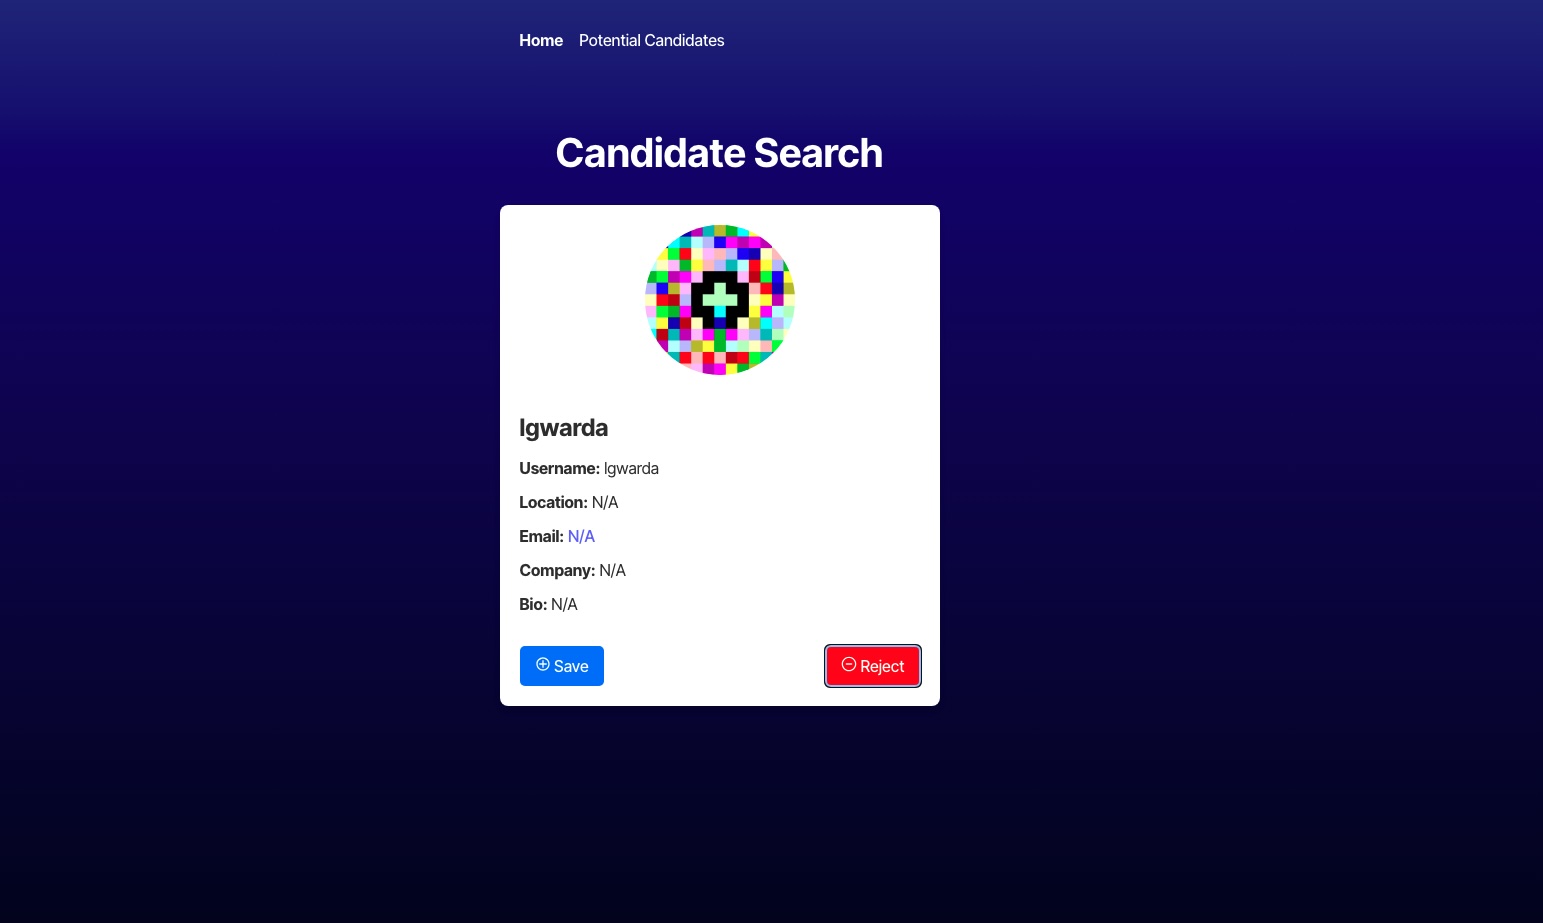 Home Potential Candidates
Candidate Search
lgwarda
Username: lgwarda
Location: N/A
Email: N/A
Company: N/A
Bio: N/A
Save Reject